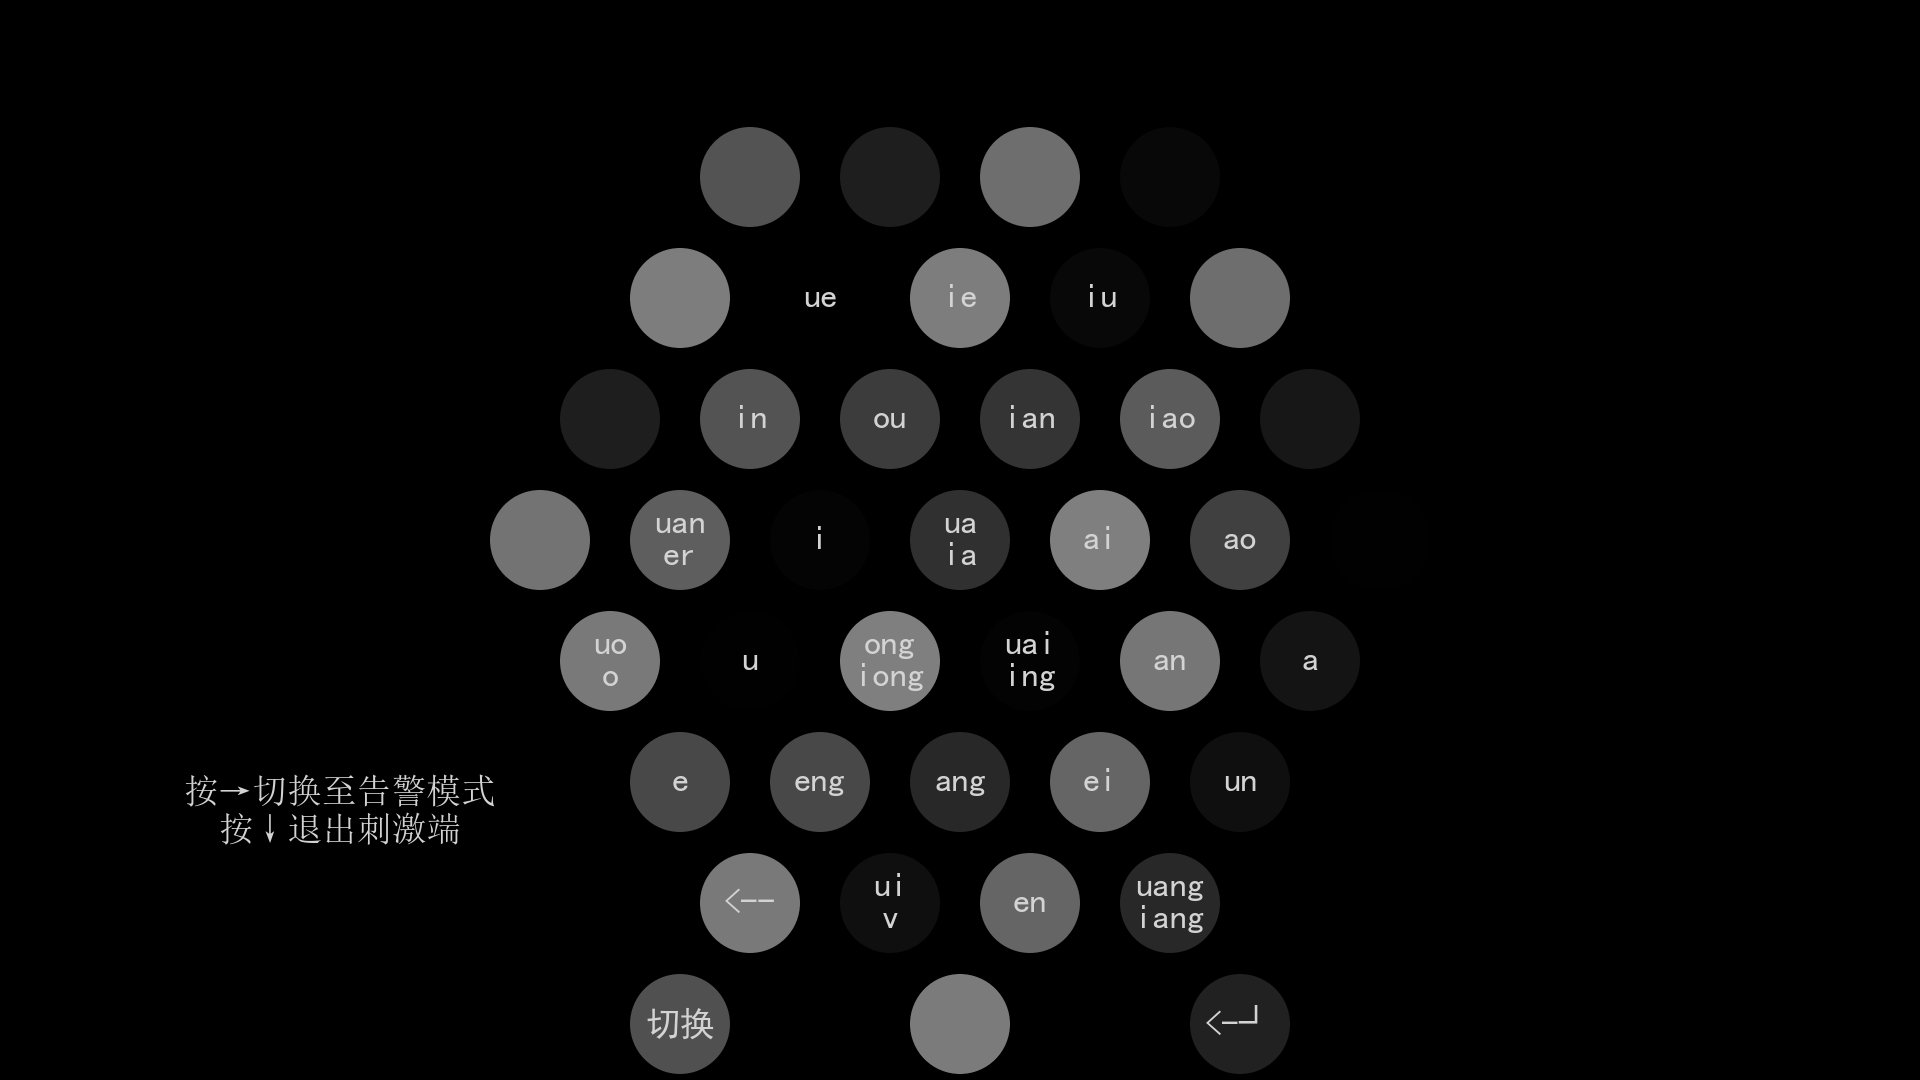 ue
ie
iu
in
ou
ian
iao
uan
er
i
ua
ia
ai
ao
uo
o
u
ong
iong
uai
ing
an
a
e
eng
ang
ei
un
按→切换至告警模式
按↓退出刺激端
<--
ui
v
en
uang
iang
切换
<-┘